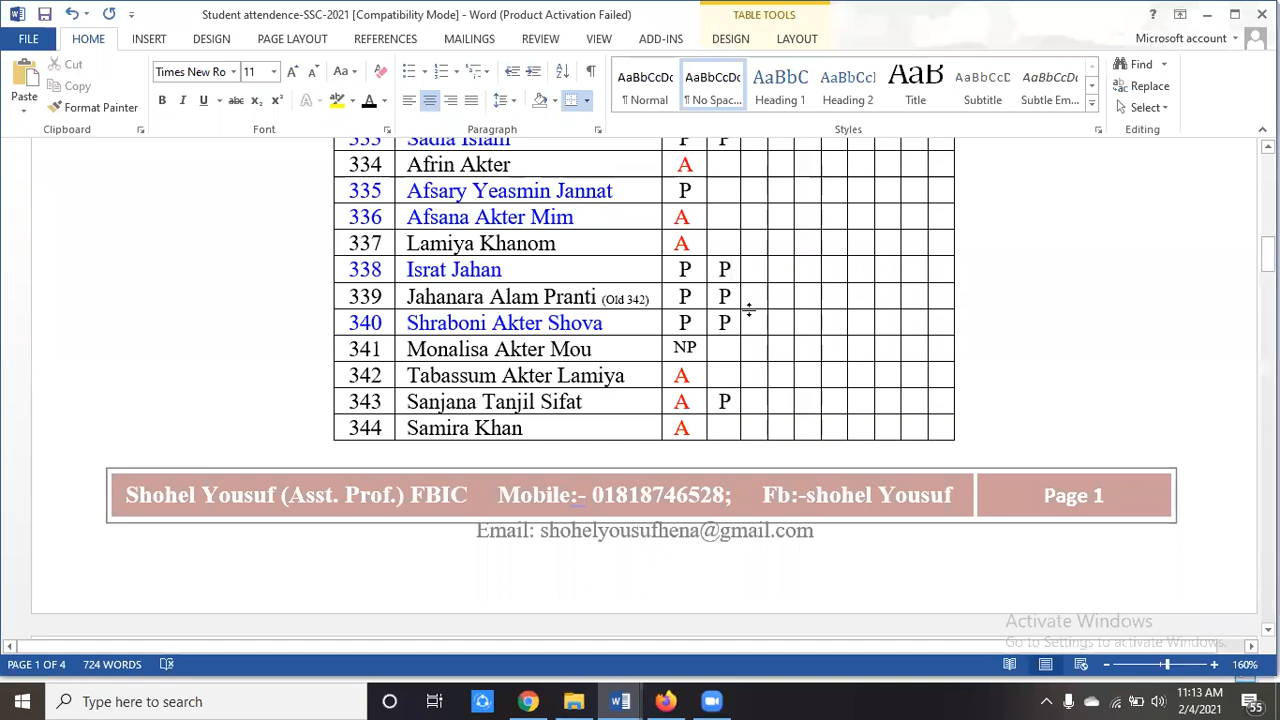 Student attendence-SSC-2021 [Compatibility Mode] - Word (Product Activation Failed)
TABLE TOOLS
FILE HOME INSERT DESIGN PAGE LAYOUT REFERENCES MAILINGS REVIEW VIEW ADD-INS DESIGN LAYOUT Microsoft account
Paste
Cut
Copy
Format Painter
Clipboard
Times New Ro 11
Font
Paragraph
AaBbCcDc AaBbCcDc AaBbC AaBbC AaB AaBbCcD AaBbCcDc
¶ Normal ¶ No Spac... Heading Heading 2 Title Subtitle Subtle Em...
Styles
Find
Replace
Select
Editing
333 Sadia Islam P P
334 Afrin Akter A
335 Afsary Yeasmin Jannat P
336 Afsana Akter Mim A
337 Lamiya Khanom A
338 Israt Jahan P P
339 Jahanara Alam Pranti (Old 342) P P
340 Shraboni Akter Shova P P
341 Monalisa Akter Mou NP
342 Tabassum Akter Lamiya A
343 Sanjana Tanjil Sifat A P
344 Samira Khan A
Shohel Yousuf (Asst. Prof.) FBIC Mobile:- 01818746528; Fb:-shohel Yousuf Page 1
Email: shohelyousufhena@gmail.com
Activate Windows
Go to Settings to activate Windows.
PAGE 1 OF 4 724 WORDS 160%
Type here to search
11:13 AM
2/4/2021
55